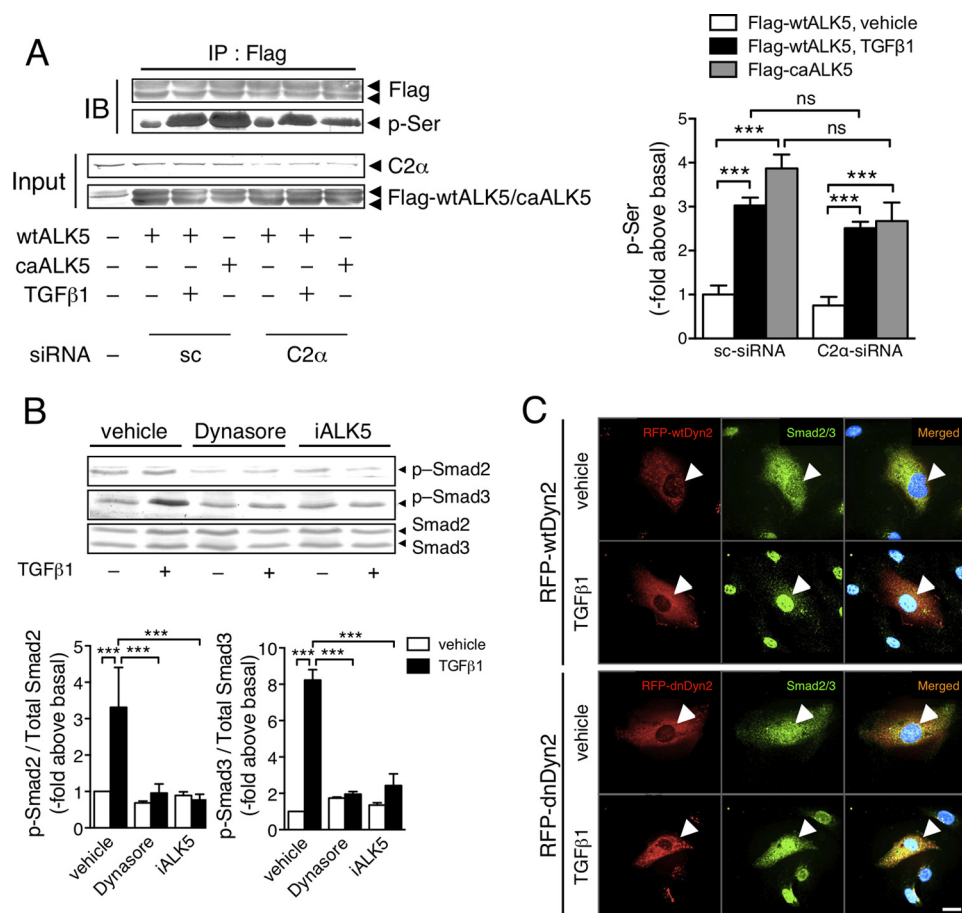 A
IP : Flag
IB
Flag
p-Ser
Input
C2α
Flag-wtALK5/caALK5
wtALK5 – + + – + + –
caALK5 – – – + – – +
TGFβ1 – – + – – + –
siRNA – sc C2α
Flag-wtALK5, vehicle
Flag-wtALK5, TGFβ1
Flag-caALK5
ns
*** ns
*** *** ***
p-Ser
(-fold above basal)
5
4
3
2
1
0
sc-siRNA C2α-siRNA
B
vehicle Dynasore iALK5
p–Smad2
p–Smad3
Smad2
Smad3
TGFβ1 – + – + – +
p-Smad2 / Total Smad2
(-fold above basal)
5
4
3
2
1
0
***
*** ***
vehicle
Dynasore
iALK5
p-Smad3 / Total Smad3
(-fold above basal)
10
8
6
4
2
0
***
*** ***
vehicle
Dynasore
iALK5
vehicle
TGFβ1
C
RFP-wtDyn2
vehicle
TGFβ1
RFP-wtDyn2 Smad2/3 Merged
RFP-dnDyn2
vehicle
TGFβ1
RFP-dnDyn2 Smad2/3 Merged